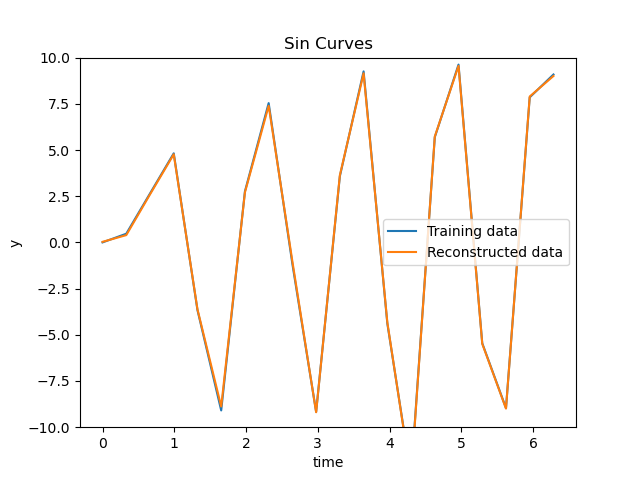 Sin Curves
10.0
7.5
5.0
2.5
0.0
−2.5
−5.0
−7.5
−10.0
y
Training data
Reconstructed data
0 1 2 3 4 5 6
time